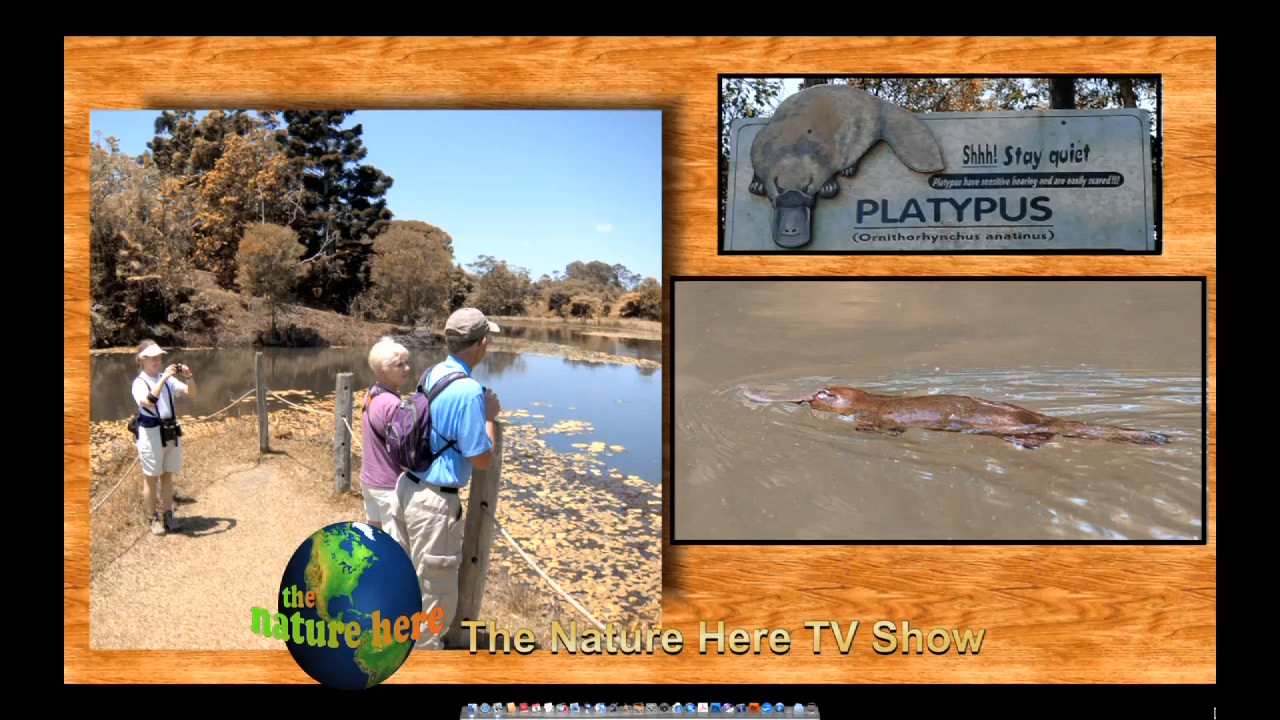 Shhh! Stay quiet
Platypus have sensitive hearing and are easily scared!!!
PLATYPUS
(Ornithorhynchus anatinus)
the
nature here
The Nature Here TV Show